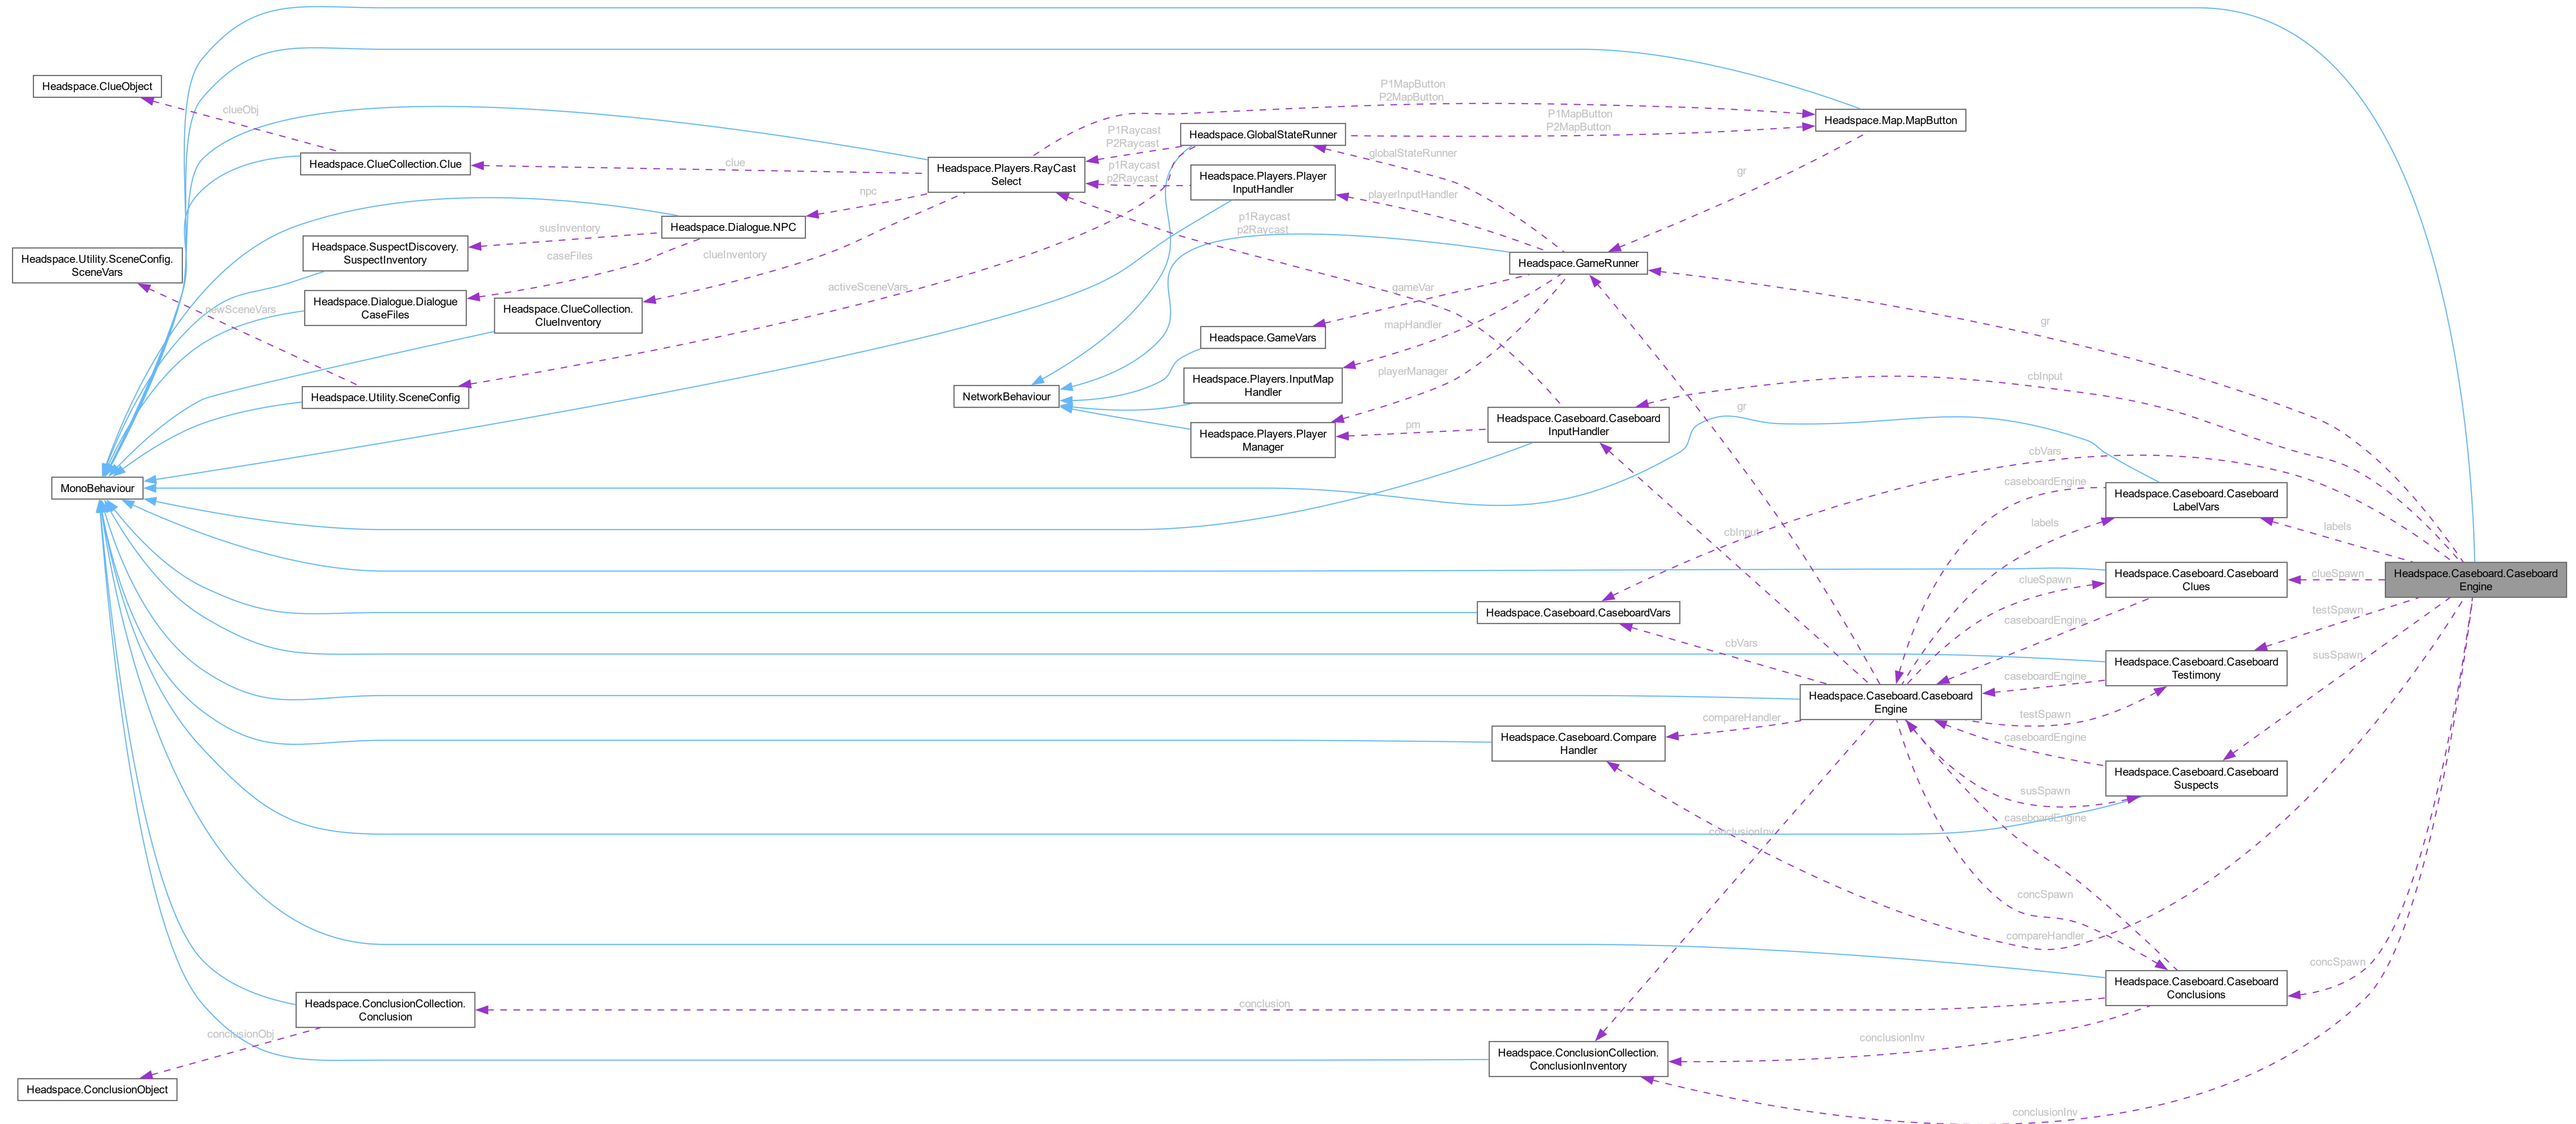 Headspace.ClueObject
clueObj
Headspace.ClueCollection.Clue
clue
Headspace.Players.RayCast
Select
P1MapButton
P2MapButton
P1Raycast
P2Raycast
Headspace.GlobalStateRunner
P1MapButton
P2MapButton
Headspace.Map.MapButton
globalStateRunner
p1Raycast
p2Raycast
Headspace.Players.Player
InputHandler
playerInputHandler
gr
npc
Headspace.Dialogue.NPC
p1Raycast
p2Raycast
susInventory
Headspace.SuspectDiscovery.
SuspectInventory
caseFiles
clueInventory
Headspace.Utility.SceneConfig.
SceneVars
Headspace.GameRunner
activeSceneVars
gameVar
newSceneVars
Headspace.Dialogue.Dialogue
CaseFiles
Headspace.ClueCollection.
ClueInventory
mapHandler
gr
Headspace.GameVars
Headspace.Utility.SceneConfig
NetworkBehaviour
Headspace.Players.InputMap
Handler
playerManager
cbInput
gr
Headspace.Players.Player
Manager
pm
Headspace.Caseboard.Caseboard
InputHandler
cbVars
MonoBehaviour
caseboardEngine
Headspace.Caseboard.Caseboard
LabelVars
labels
labels
cbInput
clueSpawn
Headspace.Caseboard.Caseboard
Clues
clueSpawn
Headspace.Caseboard.Caseboard
Engine
Headspace.Caseboard.CaseboardVars
caseboardEngine
testSpawn
cbVars
Headspace.Caseboard.Caseboard
Testimony
susSpawn
caseboardEngine
Headspace.Caseboard.Caseboard
Engine
compareHandler
testSpawn
Headspace.Caseboard.Compare
Handler
caseboardEngine
Headspace.Caseboard.Caseboard
Suspects
susSpawn
caseboardEngine
conclusionInv
concSpawn
compareHandler
concSpawn
Headspace.Caseboard.Caseboard
Conclusions
Headspace.ConclusionCollection.
Conclusion
conclusion
conclusionObj
conclusionInv
Headspace.ConclusionCollection.
ConclusionInventory
Headspace.ConclusionObject
conclusionInv